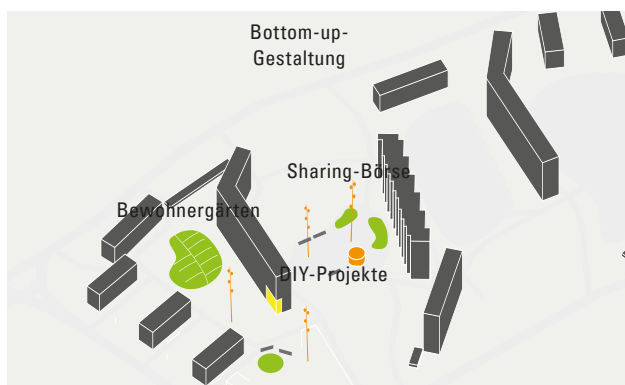 Bottom-up-
Gestaltung
Sharing-Börse
Bewohnergärten
DIY-Projekte